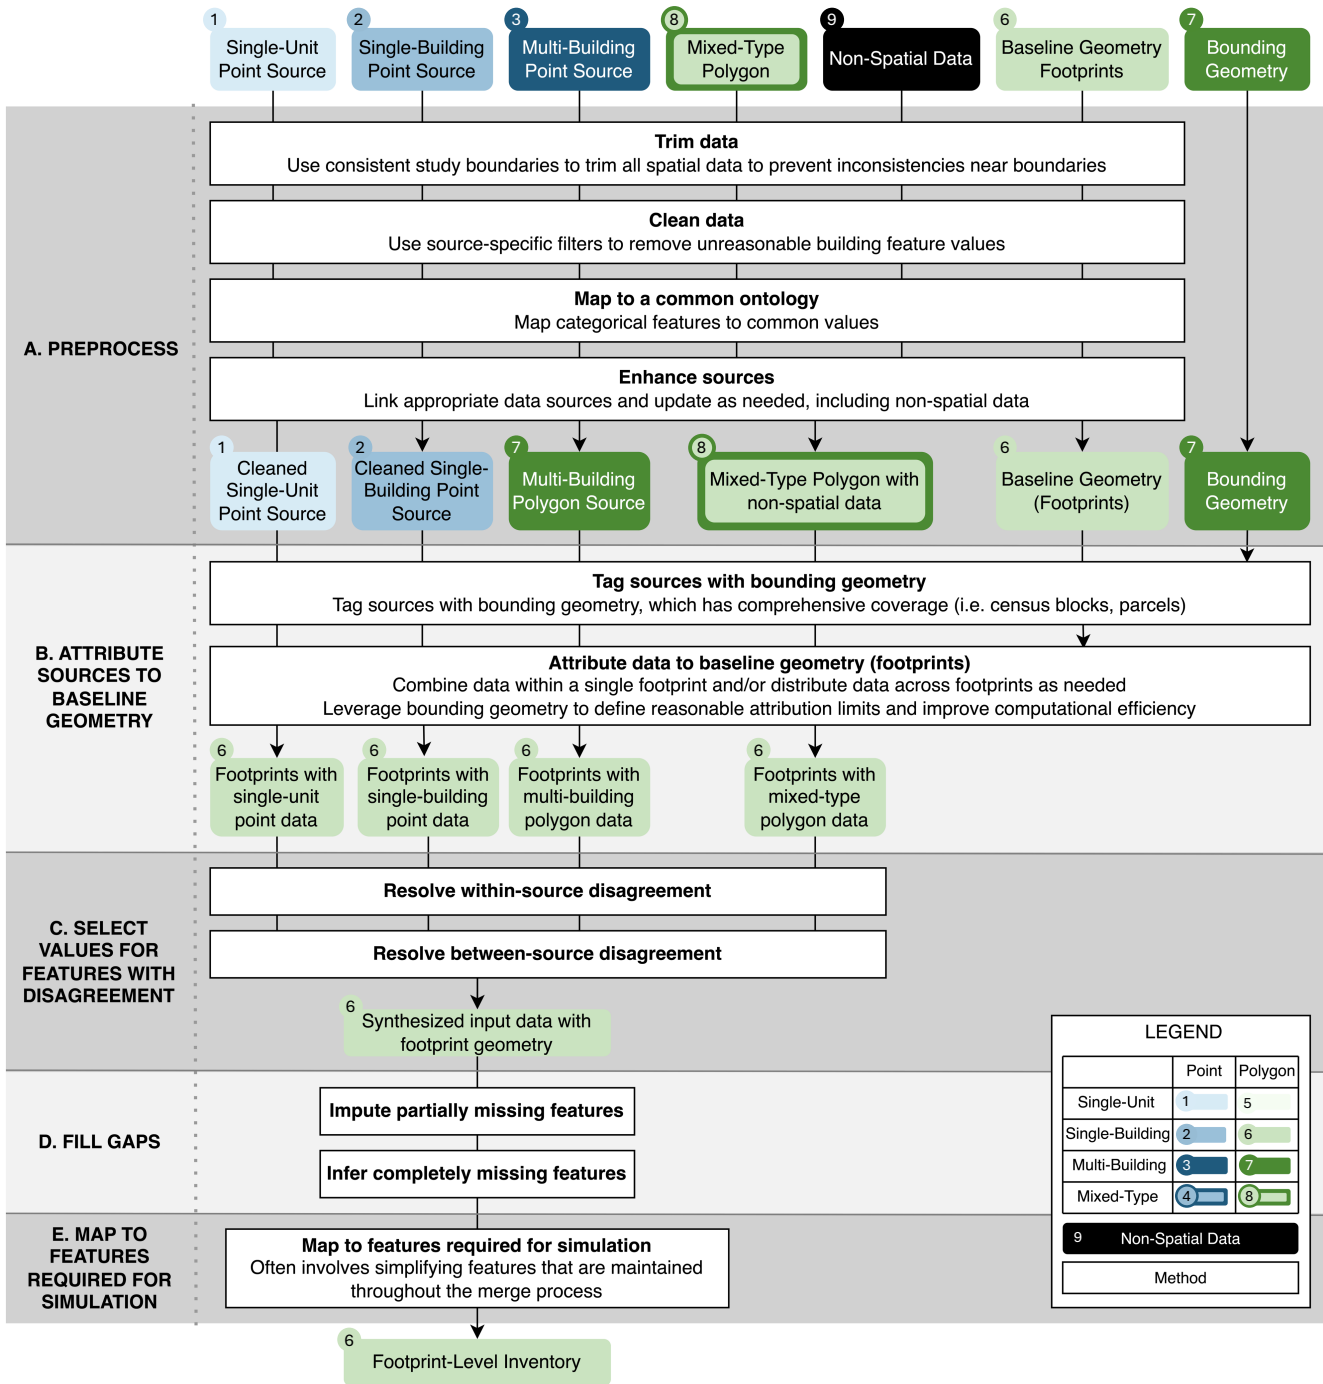 1
Single-Unit
Point Source
2
Single-Building
Point Source
3
Multi-Building
Point Source
8
Mixed-Type
Polygon
9
Non-Spatial Data
6
Baseline Geometry
Footprints
7
Bounding
Geometry
A. PREPROCESS
Trim data
Use consistent study boundaries to trim all spatial data to prevent inconsistencies near boundaries
Clean data
Use source-specific filters to remove unreasonable building feature values
Map to a common ontology
Map categorical features to common values
Enhance sources
Link appropriate data sources and update as needed, including non-spatial data
1
Cleaned
Single-Unit
Point Source
2
Cleaned Single-
Building Point
Source
7
Multi-Building
Polygon Source
8
Mixed-Type Polygon with
non-spatial data
6
Baseline Geometry
(Footprints)
7
Bounding
Geometry
B. ATTRIBUTE
SOURCES TO
BASELINE
GEOMETRY
Tag sources with bounding geometry
Tag sources with bounding geometry, which has comprehensive coverage (i.e. census blocks, parcels)
Attribute data to baseline geometry (footprints)
Combine data within a single footprint and/or distribute data across footprints as needed
Leverage bounding geometry to define reasonable attribution limits and improve computational efficiency
6
Footprints with
single-unit
point data
6
Footprints with
single-building
point data
6
Footprints with
multi-building
polygon data
6
Footprints with
mixed-type
polygon data
C. SELECT
VALUES FOR
FEATURES WITH
DISAGREEMENT
Resolve within-source disagreement
Resolve between-source disagreement
6
Synthesized input data with
footprint geometry
D. FILL GAPS
Impute partially missing features
Infer completely missing features
E. MAP TO
FEATURES
REQUIRED FOR
SIMULATION
Map to features required for simulation
Often involves simplifying features that are maintained
throughout the merge process
6
Footprint-Level Inventory
LEGEND
Point Polygon
Single-Unit 1 5
Single-Building 2 6
Multi-Building 3 7
Mixed-Type 4 8
9 Non-Spatial Data
Method